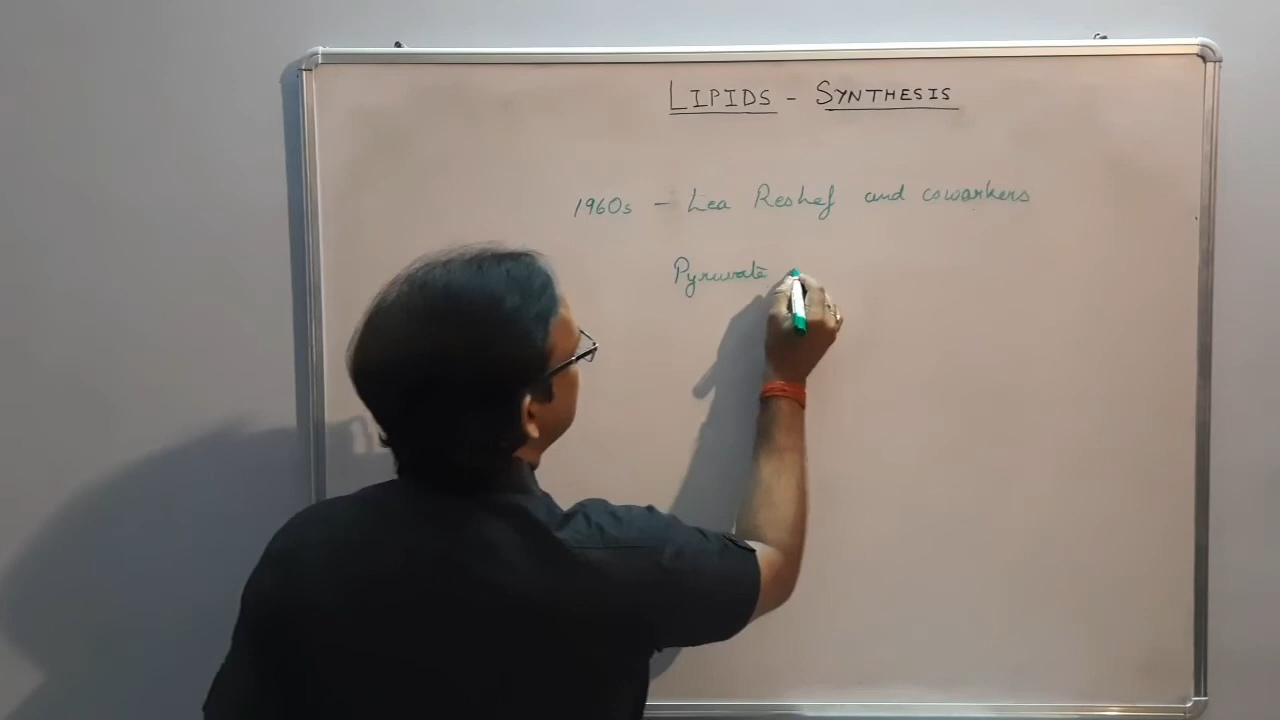 LIPIDS - SYNTHESIS
1960s - Lea Reshef and coworkers
Pyruvate